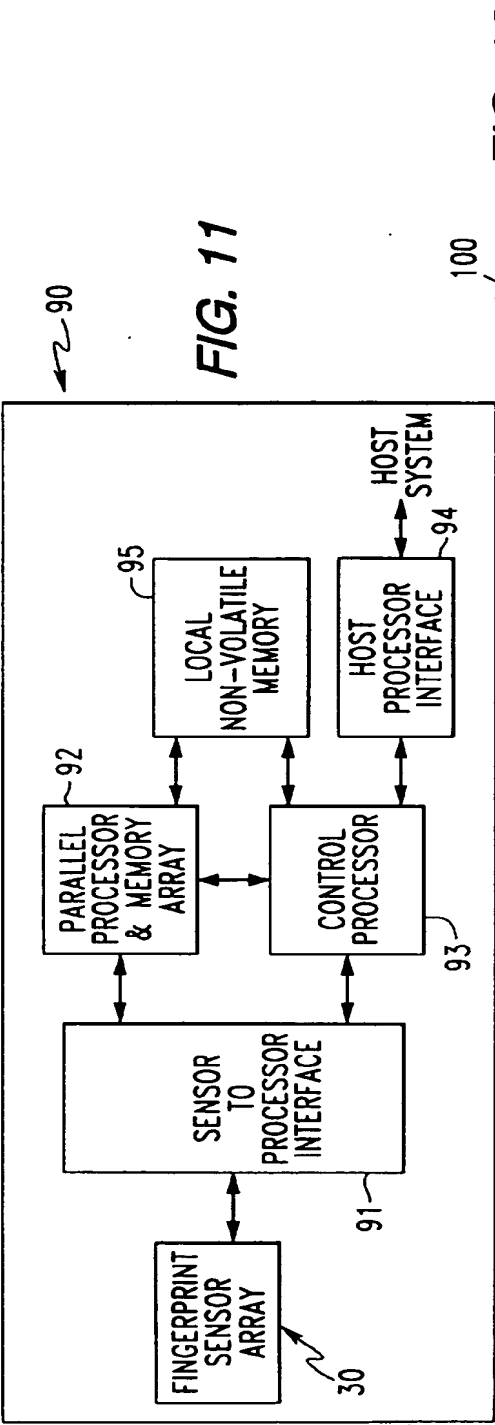 FIG. 11
90
FINGERPRINT
SENSOR
ARRAY
30
SENSOR
TO
PROCESSOR
INTERFACE
91
PARALLEL
PROCESSOR
& MEMORY
ARRAY
92
CONTROL
PROCESSOR
93
LOCAL
NON-VOLATILE
MEMORY
95
HOST
PROCESSOR
INTERFACE
94
HOST
SYSTEM
100